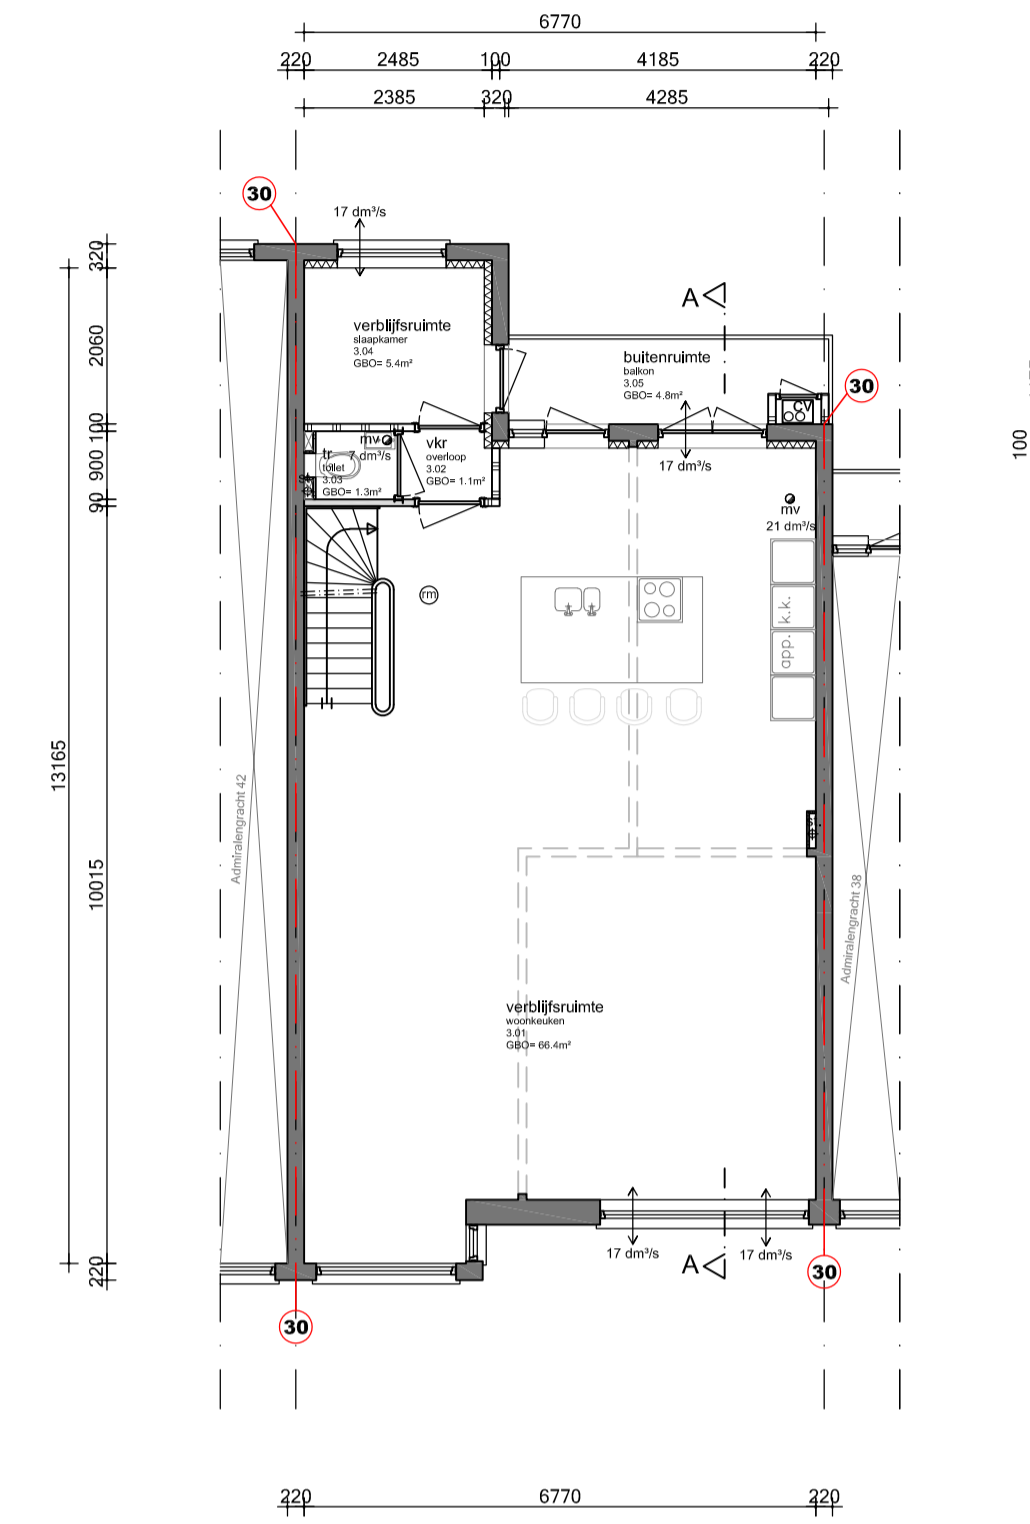 6770
220 2485 100 4185 220
2385 320 4285
30
17 dm³/s
320
A
verblijfsruimte
slaapkamer
3.04
GBO= 5.4m²
2060
buitenruimte
balkon
3.05
GBO= 4.8m²
30
cv
100
100
mv
7 dm³/s
vkr
overloop
3.02
GBO= 1.1m²
tr
toilet
3.03
GBO= 1.3m²
900
17 dm³/s
90
mv
21 dm³/s
rm
k.k.
app.
13165
Admiralengracht 42
10015
Admiralengracht 38
verblijfsruimte
woonkeuken
3.01
GBO= 66.4m²
17 dm³/s
17 dm³/s
A
220
30
30
220 6770 220